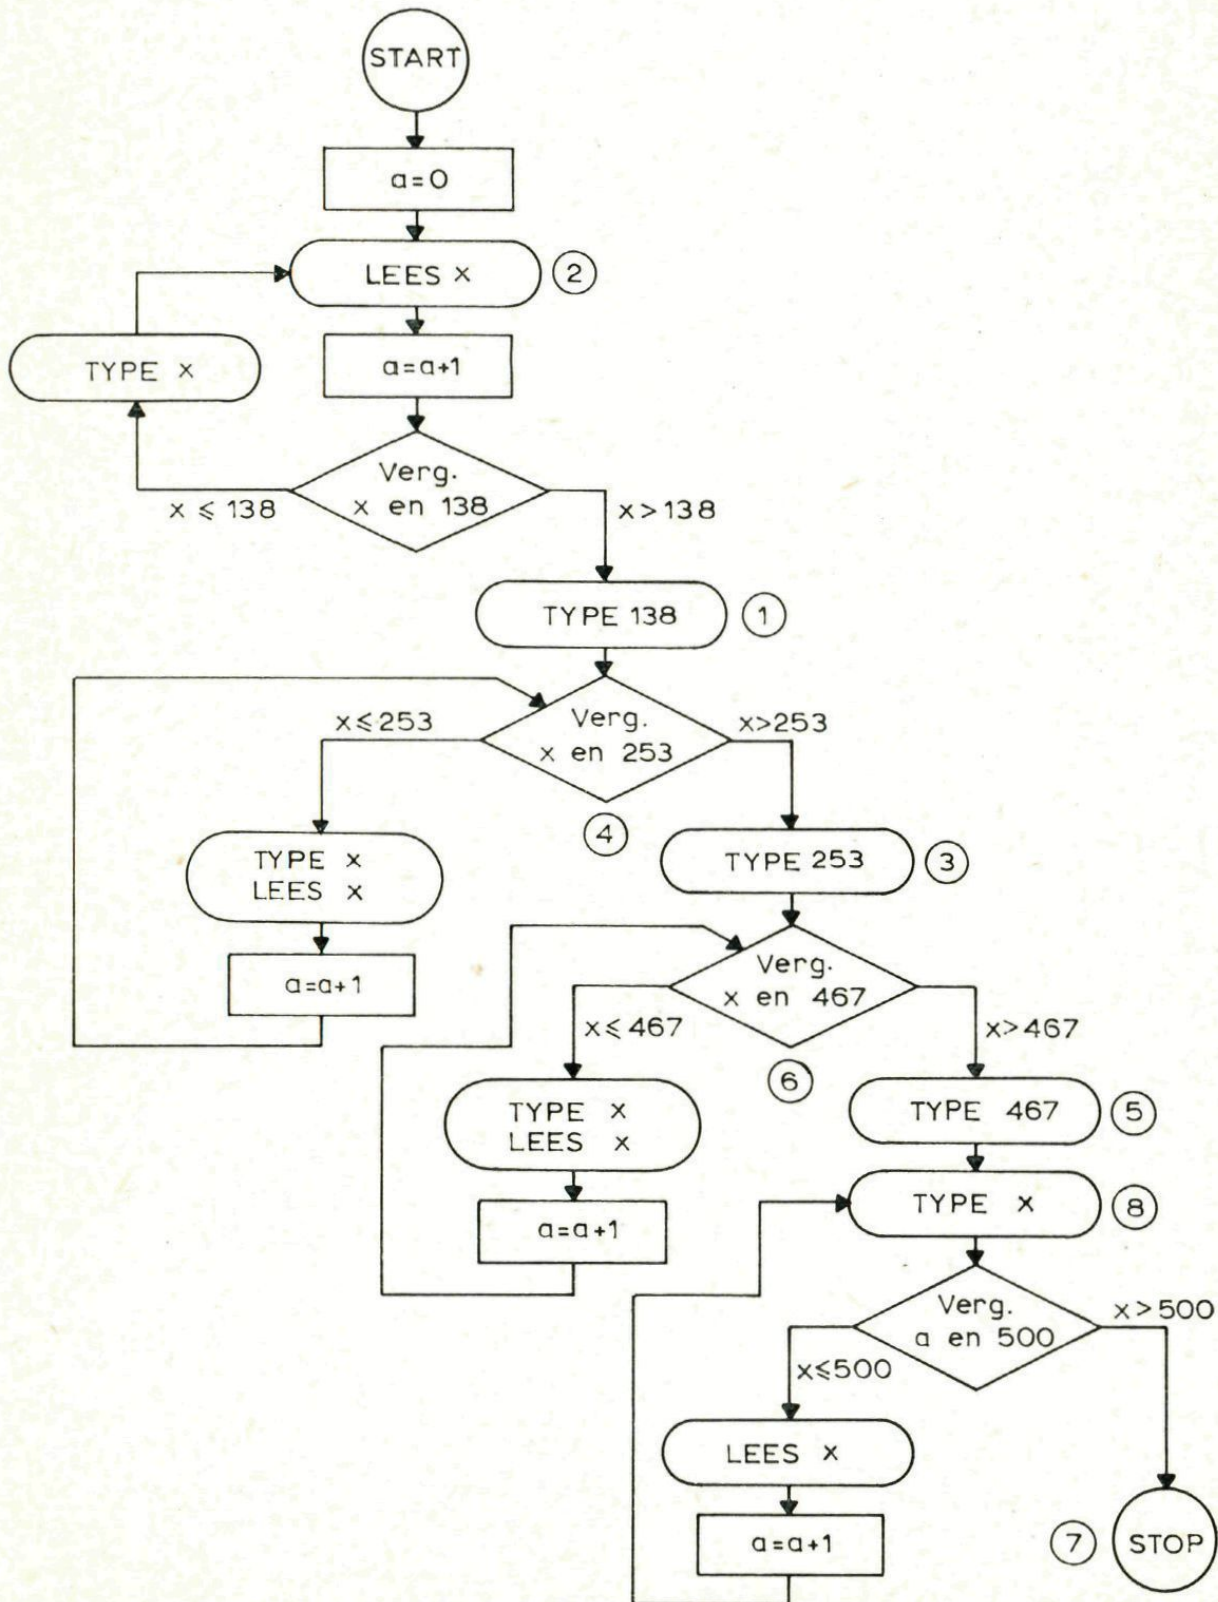 START
a=0
LEES x
2
TYPE x
a=a+1
Verg.
x en 138
x ≤ 138
x>138
TYPE 138
1
x≤253
Verg.
x en 253
x>253
4
TYPE x
LEES x
TYPE 253
3
a=a+1
Verg.
x en 467
x≤467
x>467
6
TYPE x
LEES x
TYPE 467
5
a=a+1
TYPE x
8
Verg.
a en 500
x>500
x≤500
LEES x
a=a+1
7
STOP